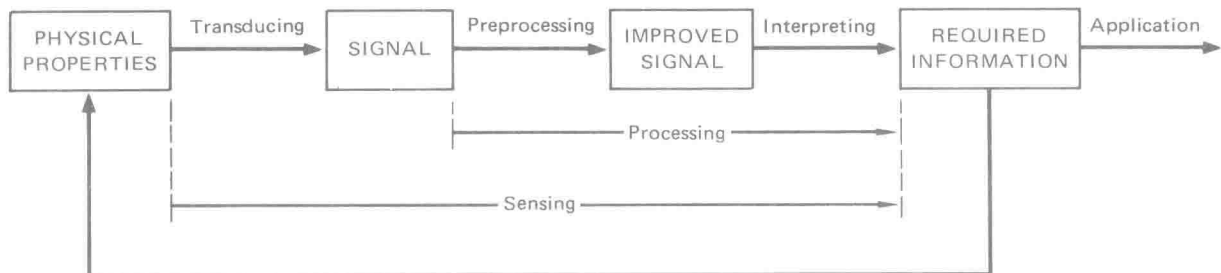 PHYSICAL
PROPERTIES
Transducing
SIGNAL
Preprocessing
IMPROVED
SIGNAL
Interpreting
REQUIRED
INFORMATION
Application
Processing
Sensing